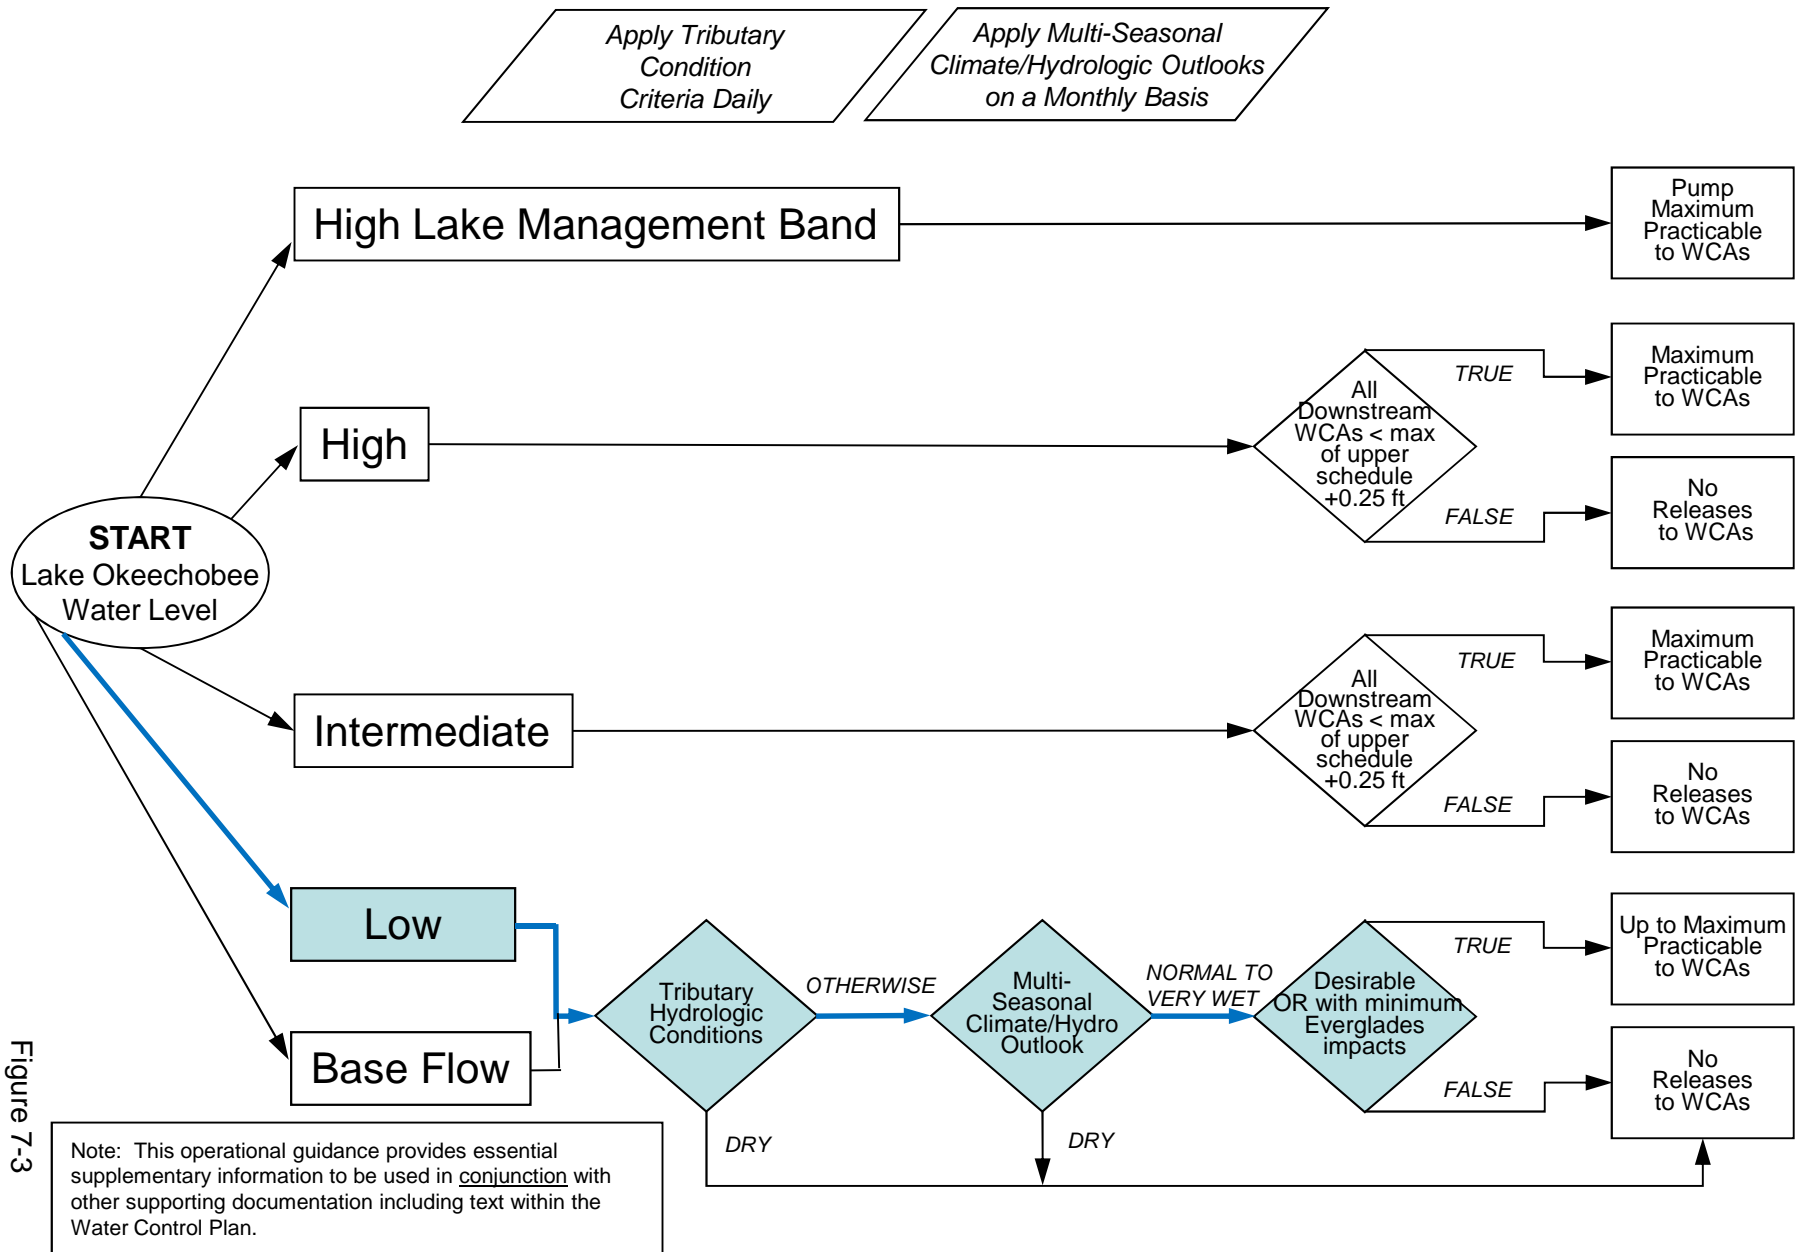 Apply Tributary
Condition
Criteria Daily
Apply Multi-Seasonal
Climate/Hydrologic Outlooks
on a Monthly Basis
High Lake Management Band
Pump
Maximum
Practicable
to WCAs
High
All
Downstream
WCAs < max
of upper
schedule
+0.25 ft
TRUE
Maximum
Practicable
to WCAs
FALSE
No
Releases
to WCAs
START
Lake Okeechobee
Water Level
Intermediate
All
Downstream
WCAs < max
of upper
schedule
+0.25 ft
TRUE
Maximum
Practicable
to WCAs
FALSE
No
Releases
to WCAs
Low
Base Flow
Tributary
Hydrologic
Conditions
OTHERWISE
DRY
Multi-
Seasonal
Climate/Hydro
Outlook
NORMAL TO
VERY WET
DRY
Desirable
OR with minimum
Everglades
impacts
TRUE
Up to Maximum
Practicable
to WCAs
FALSE
No
Releases
to WCAs
Figure 7-3
Note:  This operational guidance provides essential
supplementary information to be used in conjunction with
other supporting documentation including text within the
Water Control Plan.